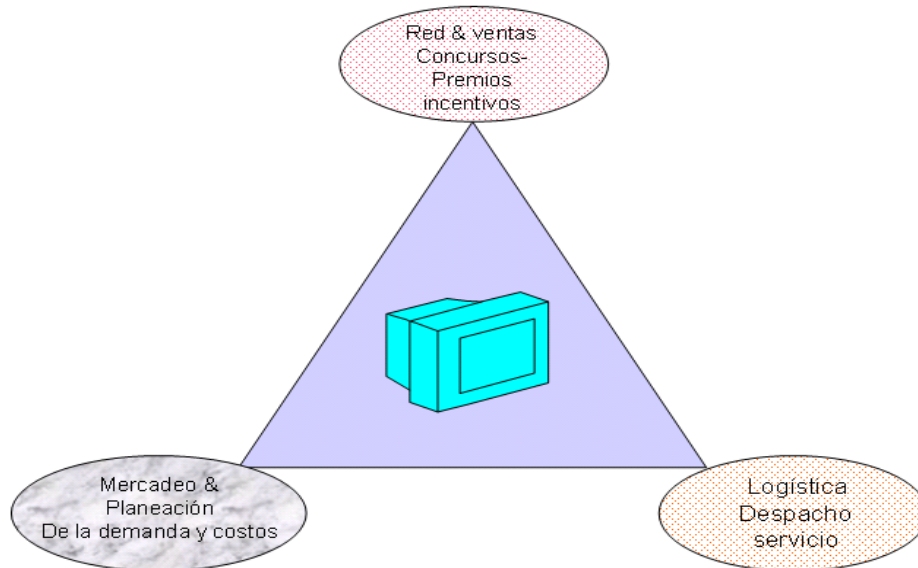 Red & ventas
Concursos-
Premios
incentivos
Mercadeo &
Planeación
De la demanda y costos
Logística
Despacho
servicio